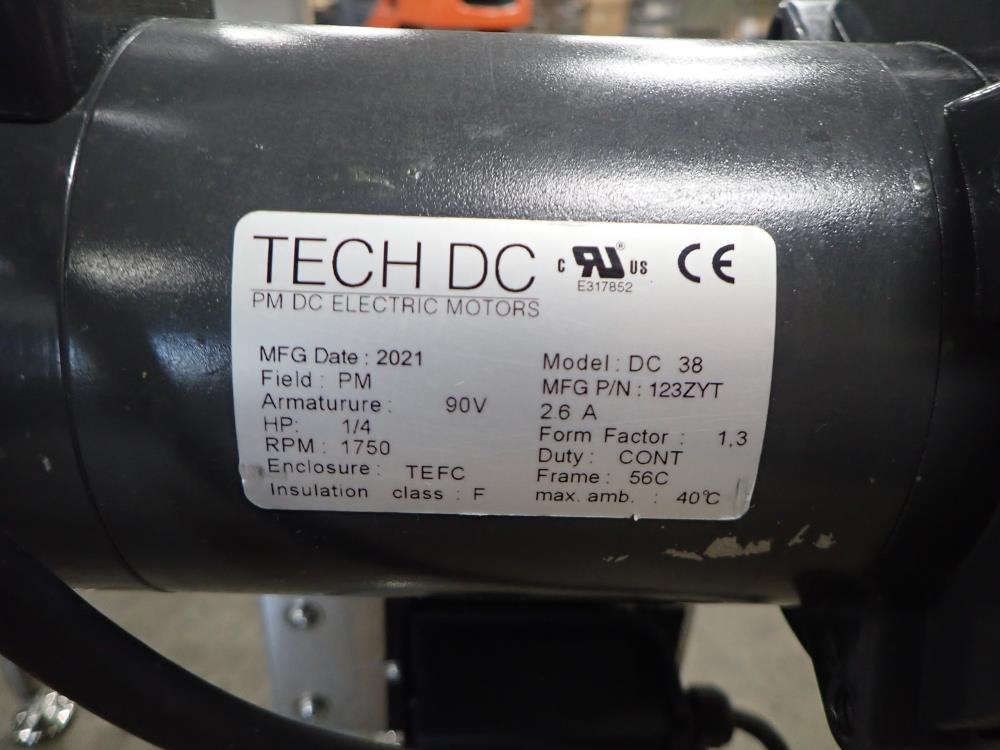 TECH DC
PM DC ELECTRIC MOTORS
c RU® US
E317852
CE
MFG Date : 2021
Field : PM
Armaturure : 90V
HP: 1/4
RPM : 1750
Enclosure : TEFC
Insulation class : F
Model : DC 38
MFG P/N : 123ZYT
2.6 A
Form Factor : 1.3
Duty : CONT
Frame : 56C
max. amb. : 40°C